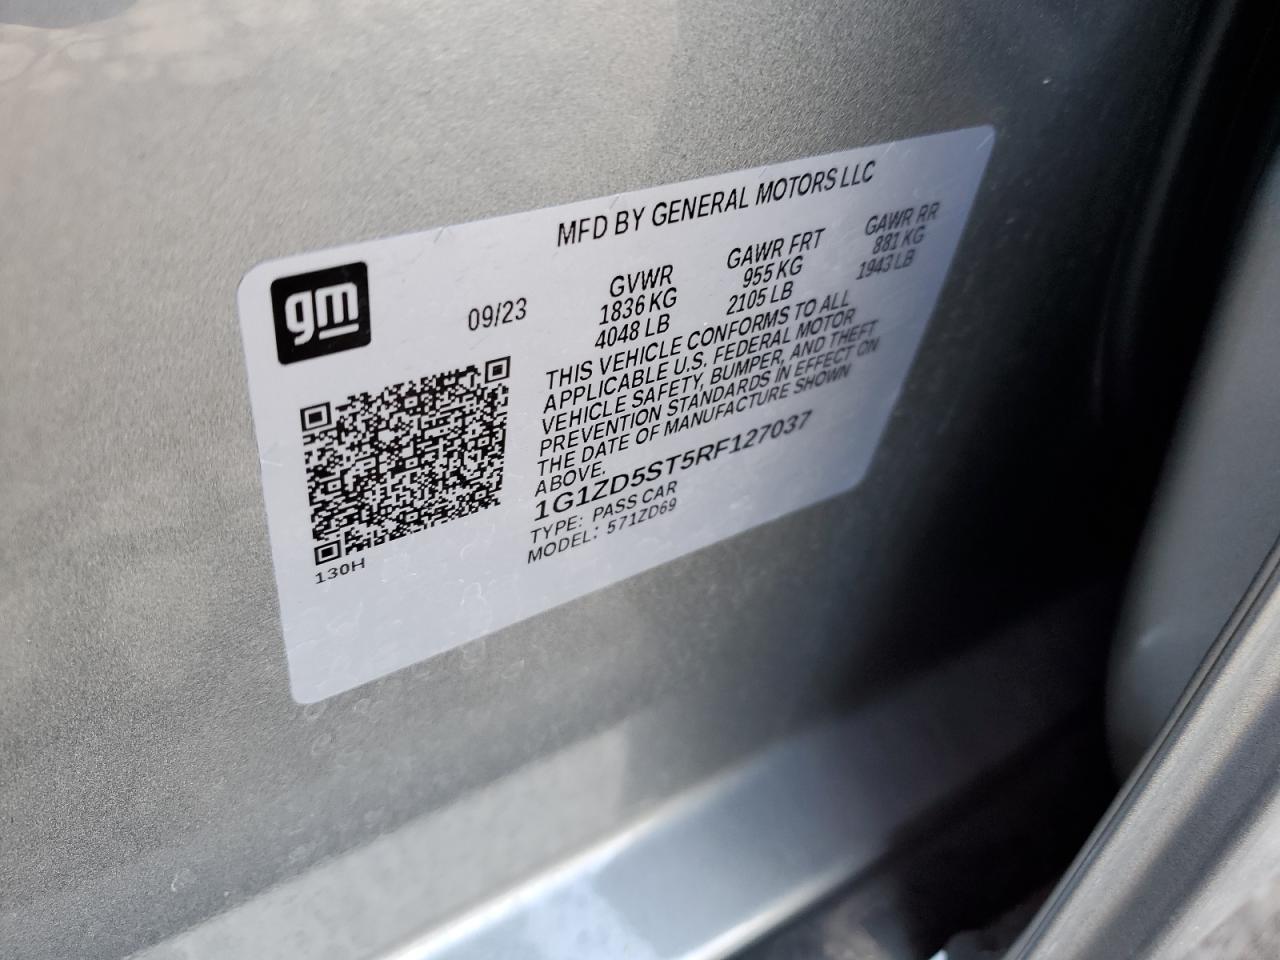 MFD BY GENERAL MOTORS LLC
gm
09/23
GVWR
1836 KG
4048 LB
GAWR FRT
955 KG
2105 LB
GAWR RR
881 KG
1943 LB
THIS VEHICLE CONFORMS TO ALL
APPLICABLE U.S. FEDERAL MOTOR
VEHICLE SAFETY, BUMPER, AND THEFT
PREVENTION STANDARDS IN EFFECT ON
THE DATE OF MANUFACTURE SHOWN
ABOVE.
1G1ZD5ST5RF127037
TYPE: PASS CAR
MODEL: 571ZD69
130H